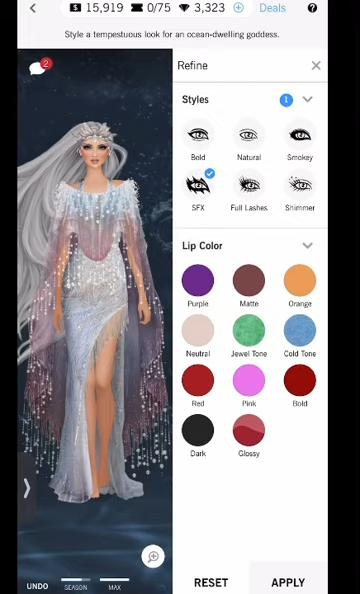 $ 15,919 0/75 3,323 Deals ?
Style a tempestuous look for an ocean-dwelling goddess.
2
Refine
Styles 1
Bold Natural Smokey
SFX Full Lashes Shimmer
Lip Color
Purple Matte Orange
Neutral Jewel Tone Cold Tone
Red Pink Bold
Dark Glossy
UNDO SEASON MAX RESET APPLY